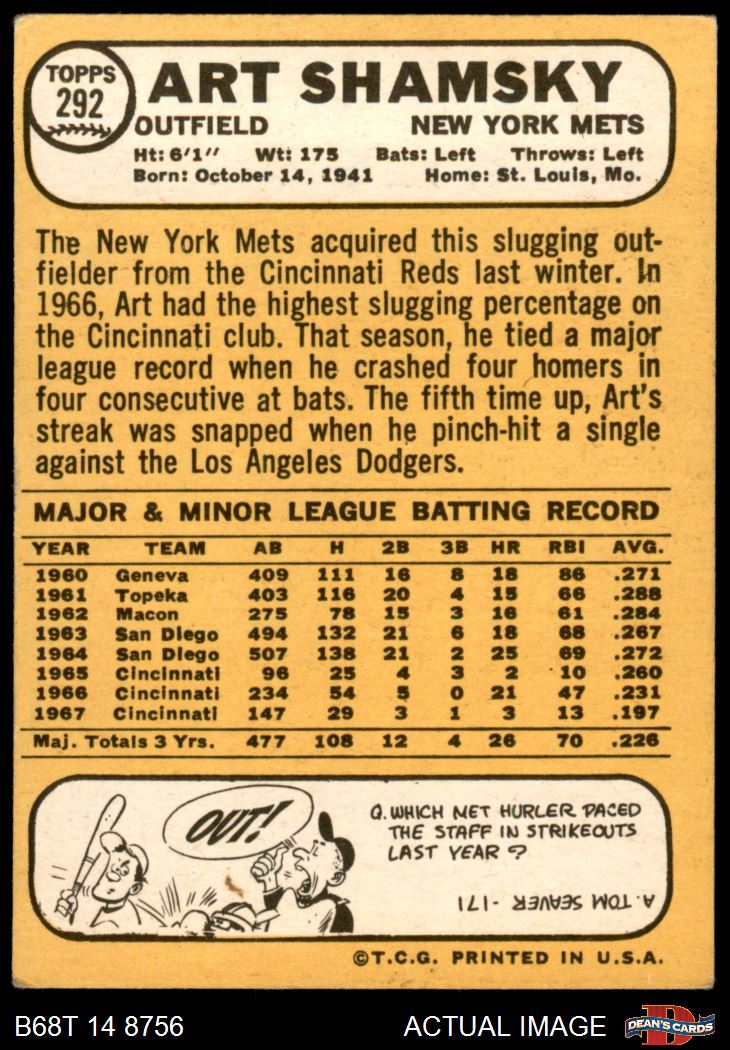 TOPPS
292
ART SHAMSKY
OUTFIELD NEW YORK METS
Ht: 6'1" Wt: 175 Bats: Left Throws: Left
Born: October 14, 1941 Home: St. Louis, Mo.
The New York Mets acquired this slugging out-
fielder from the Cincinnati Reds last winter. In
1966, Art had the highest slugging percentage on
the Cincinnati club. That season, he tied a major
league record when he crashed four homers in
four consecutive at bats. The fifth time up, Art's
streak was snapped when he pinch-hit a single
against the Los Angeles Dodgers.
MAJOR & MINOR LEAGUE BATTING RECORD
YEAR TEAM AB H 2B 3B HR RBI AVG.
1960 Geneva 409 111 16 8 18 86 .271
1961 Topeka 403 116 20 4 15 66 .288
1962 Macon 275 78 15 3 16 61 .284
1963 San Diego 494 132 21 6 18 68 .267
1964 San Diego 507 138 21 2 25 69 .272
1965 Cincinnati 96 25 4 3 2 10 .260
1966 Cincinnati 234 54 5 0 21 47 .231
1967 Cincinnati 147 29 3 1 3 13 .197
Maj. Totals 3 Yrs. 477 108 12 4 26 70 .226
OUT!
Q. WHICH MET HURLER PACED
THE STAFF IN STRIKEOUTS
LAST YEAR?
A. TOM SEAVER - 171
©T.C.G. PRINTED IN U.S.A.
B68T 14 8756 ACTUAL IMAGE
D
DEAN'S CARDS